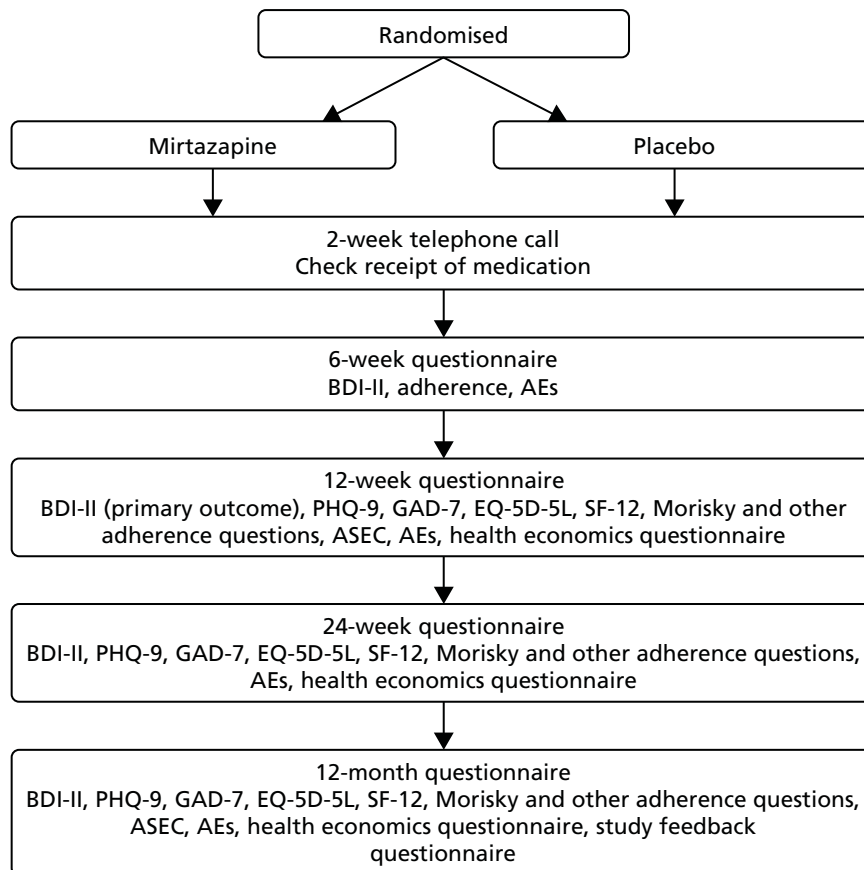 Randomised
Mirtazapine
Placebo
2-week telephone call
Check receipt of medication
6-week questionnaire
BDI-II, adherence, AEs
12-week questionnaire
BDI-II (primary outcome), PHQ-9, GAD-7, EQ-5D-5L, SF-12, Morisky and other
adherence questions, ASEC, AEs, health economics questionnaire
24-week questionnaire
BDI-II, PHQ-9, GAD-7, EQ-5D-5L, SF-12, Morisky and other adherence questions,
AEs, health economics questionnaire
12-month questionnaire
BDI-II, PHQ-9, GAD-7, EQ-5D-5L, SF-12, Morisky and other adherence questions,
ASEC, AEs, health economics questionnaire, study feedback
questionnaire